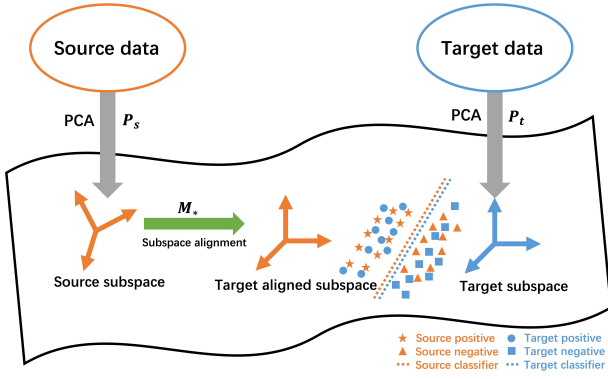 Source data
Target data
PCA
P_s
PCA
P_t
M_*
Subspace alignment
Source subspace
Target aligned subspace
Target subspace
Source positive
Target positive
Source negative
Target negative
Source classifier
Target classifier